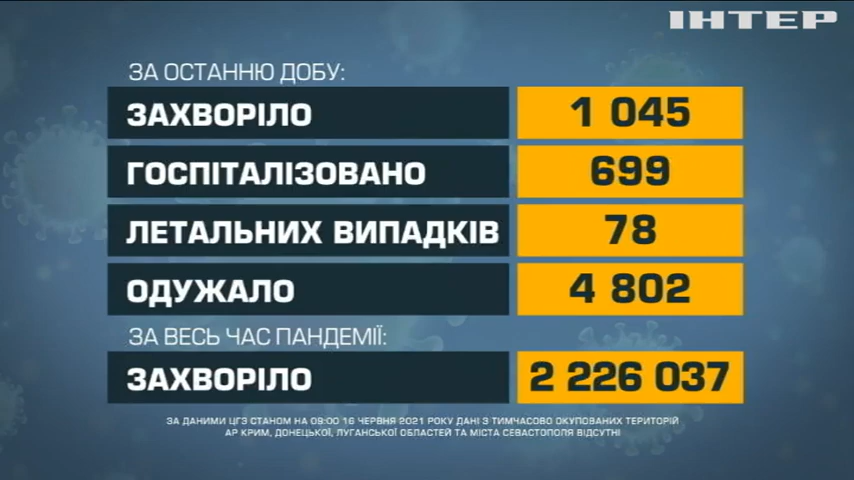 ІНТЕР
ЗА ОСТАННЮ ДОБУ:
ЗАХВОРІЛО 1 045
ГОСПІТАЛІЗОВАНО 699
ЛЕТАЛЬНИХ ВИПАДКІВ 78
ОДУЖАЛО 4 802
ЗА ВЕСЬ ЧАС ПАНДЕМІЇ:
ЗАХВОРІЛО 2 226 037
ЗА ДАНИМИ ЦГЗ СТАНОМ НА 09:00 16 ЧЕРВНЯ 2021 РОКУ ДАНІ З ТИМЧАСОВО ОКУПОВАНИХ ТЕРИТОРІЙ
АР КРИМ, ДОНЕЦЬКОЇ, ЛУГАНСЬКОЇ ОБЛАСТЕЙ ТА МІСТА СЕВАСТОПОЛЯ ВІДСУТНІ